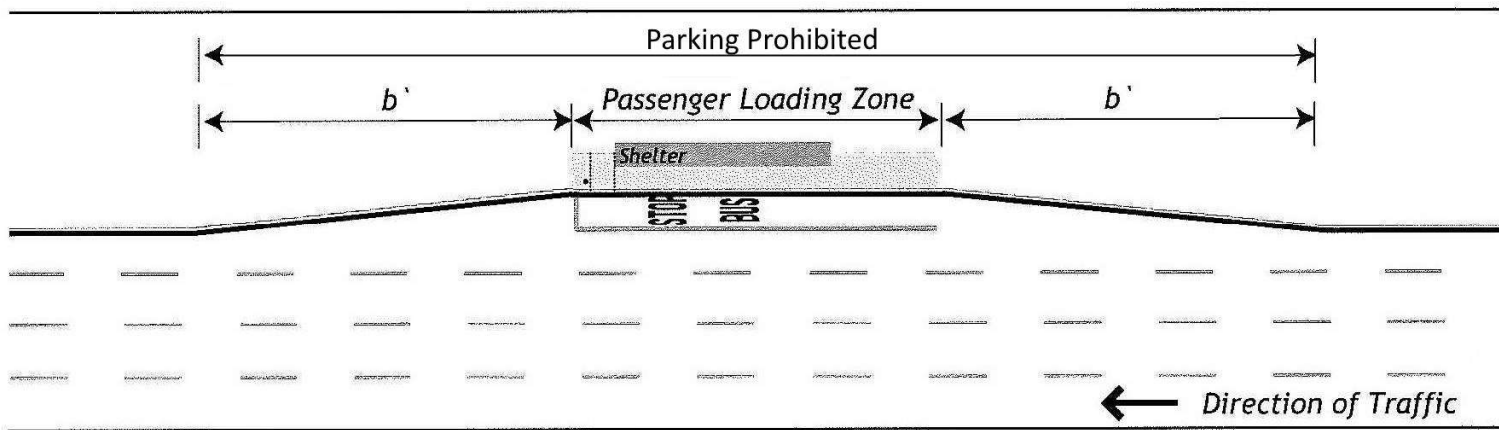 Parking Prohibited
b` Passenger Loading Zone b`
Shelter
STOP BUS
Direction of Traffic